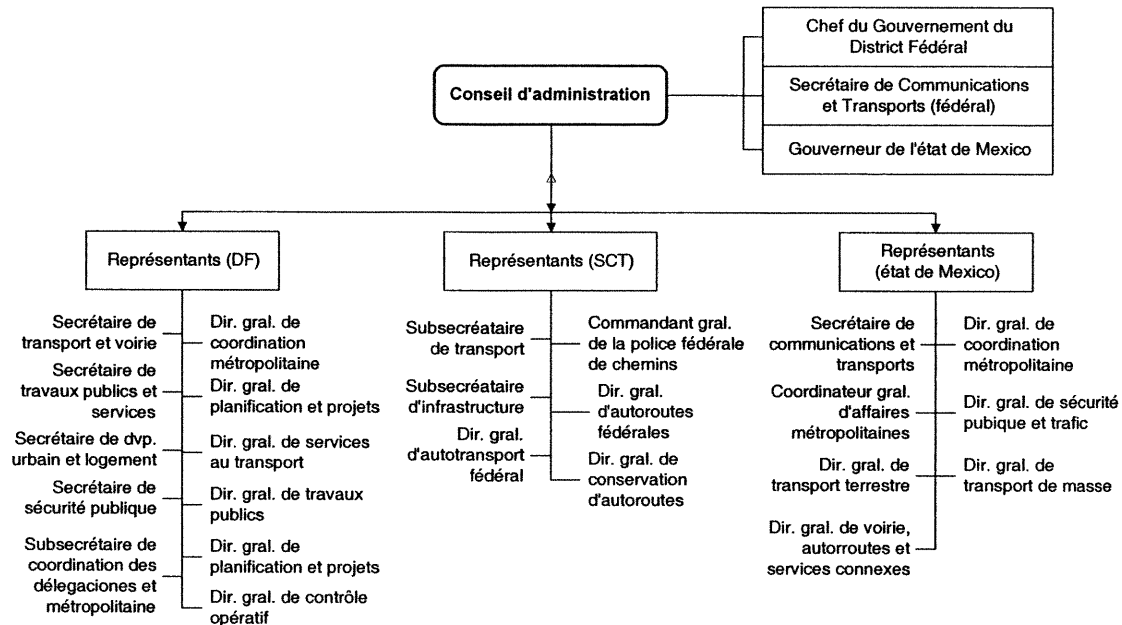 Chef du Gouvernement du
District Fédéral
Conseil d'administration
Secrétaire de Communications
et Transports (fédéral)
Gouverneur de l'état de Mexico
Représentants (DF)
Secrétaire de
transport et voirie
Secrétaire de
travaux publics et
services
Secrétaire de dvp.
urbain et logement
Secrétaire de
sécurité publique
Subsecrétaire de
coordination des
délegaciones et
métropolitaine
Dir. gral. de
coordination
métropolitaine
Dir. gral. de
planification et projets
Dir. gral. de services
au transport
Dir. gral. de travaux
publics
Dir. gral. de
planification et projets
Dir. gral. de contrôle
opératif
Représentants (SCT)
Subsecréataire
de transport
Subsecréataire
d'infrastructure
Dir. gral.
d'autotransport
fédéral
Commandant gral.
de la police fédérale
de chemins
Dir. gral.
d'autoroutes
fédérales
Dir. gral. de
conservation
d'autoroutes
Représentants
(état de Mexico)
Secrétaire de
communications et
transports
Coordinateur gral.
d'affaires
métropolitaines
Dir. gral. de
transport terrestre
Dir. gral. de voirie,
autorroutes et
services connexes
Dir. gral. de
coordination
métropolitaine
Dir. gral. de sécurité
pubique et trafic
Dir. gral. de
transport de masse